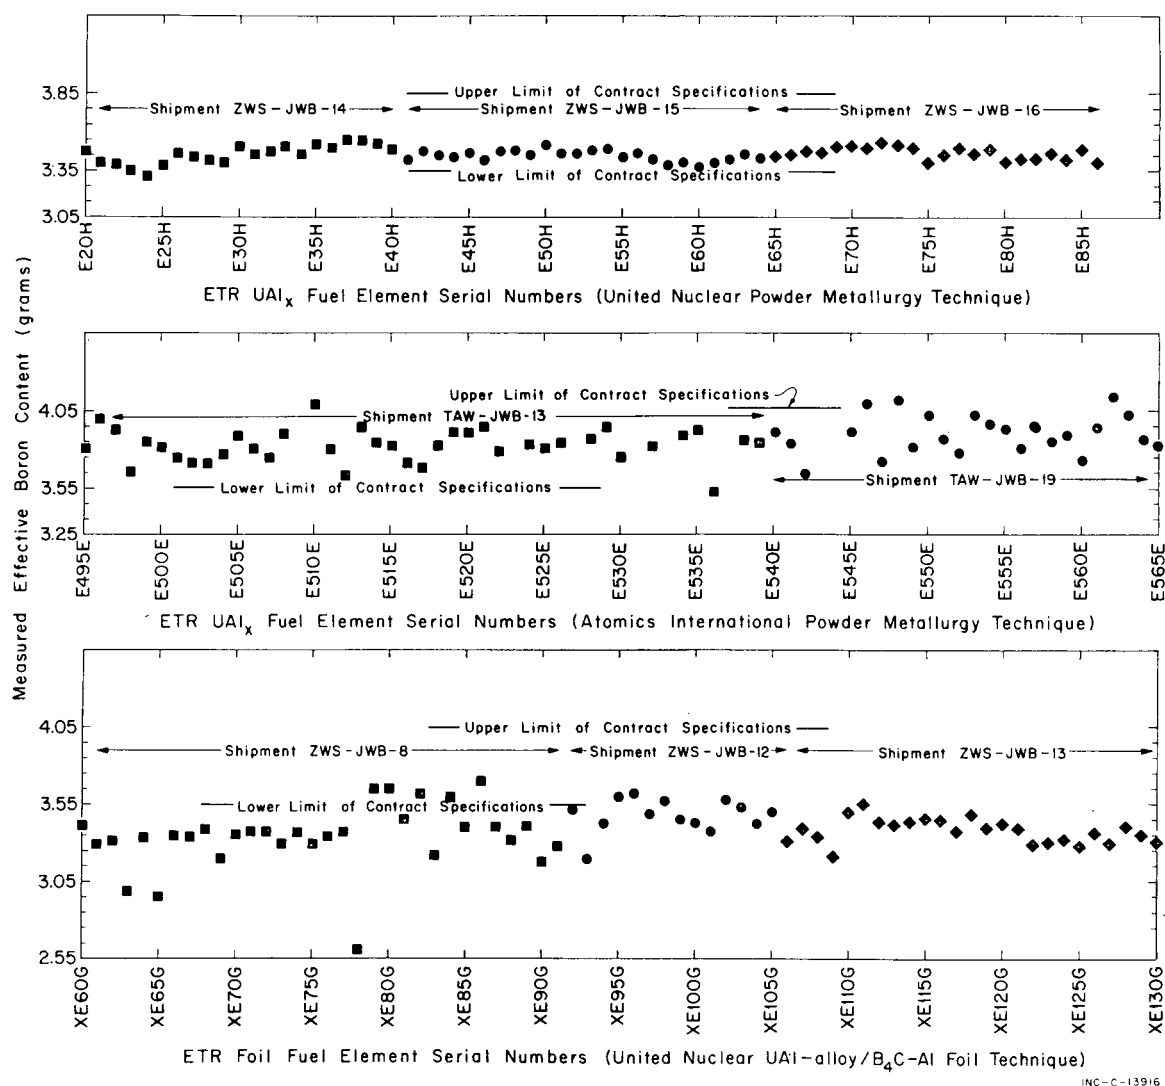 Measured Effective Boron Content (grams)
3.85
Upper Limit of Contract Specifications
Shipment ZWS-JWB-14
Shipment ZWS-JWB-15
Shipment ZWS-JWB-16
3.35
Lower Limit of Contract Specifications
3.05
E20H
E25H
E30H
E35H
E40H
E45H
E50H
E55H
E60H
E65H
E70H
E75H
E80H
E85H
ETR UAlx Fuel Element Serial Numbers (United Nuclear Powder Metallurgy Technique)
Upper Limit of Contract Specifications
4.05
Shipment TAW-JWB-13
3.55
Lower Limit of Contract Specifications
Shipment TAW-JWB-19
3.25
E495E
E500E
E505E
E510E
E515E
E520E
E525E
E530E
E535E
E540E
E545E
E550E
E555E
E560E
E565E
ETR UAlx Fuel Element Serial Numbers (Atomics International Powder Metallurgy Technique)
4.05
Upper Limit of Contract Specifications
Shipment ZWS-JWB-8
Shipment ZWS-JWB-12
Shipment ZWS-JWB-13
3.55
Lower Limit of Contract Specifications
3.05
2.55
XE60G
XE65G
XE70G
XE75G
XE80G
XE85G
XE90G
XE95G
XE100G
XE105G
XE110G
XE115G
XE120G
XE125G
XE130G
ETR Foil Fuel Element Serial Numbers (United Nuclear UAl-alloy/B4C-Al Foil Technique)
INC-C-13916